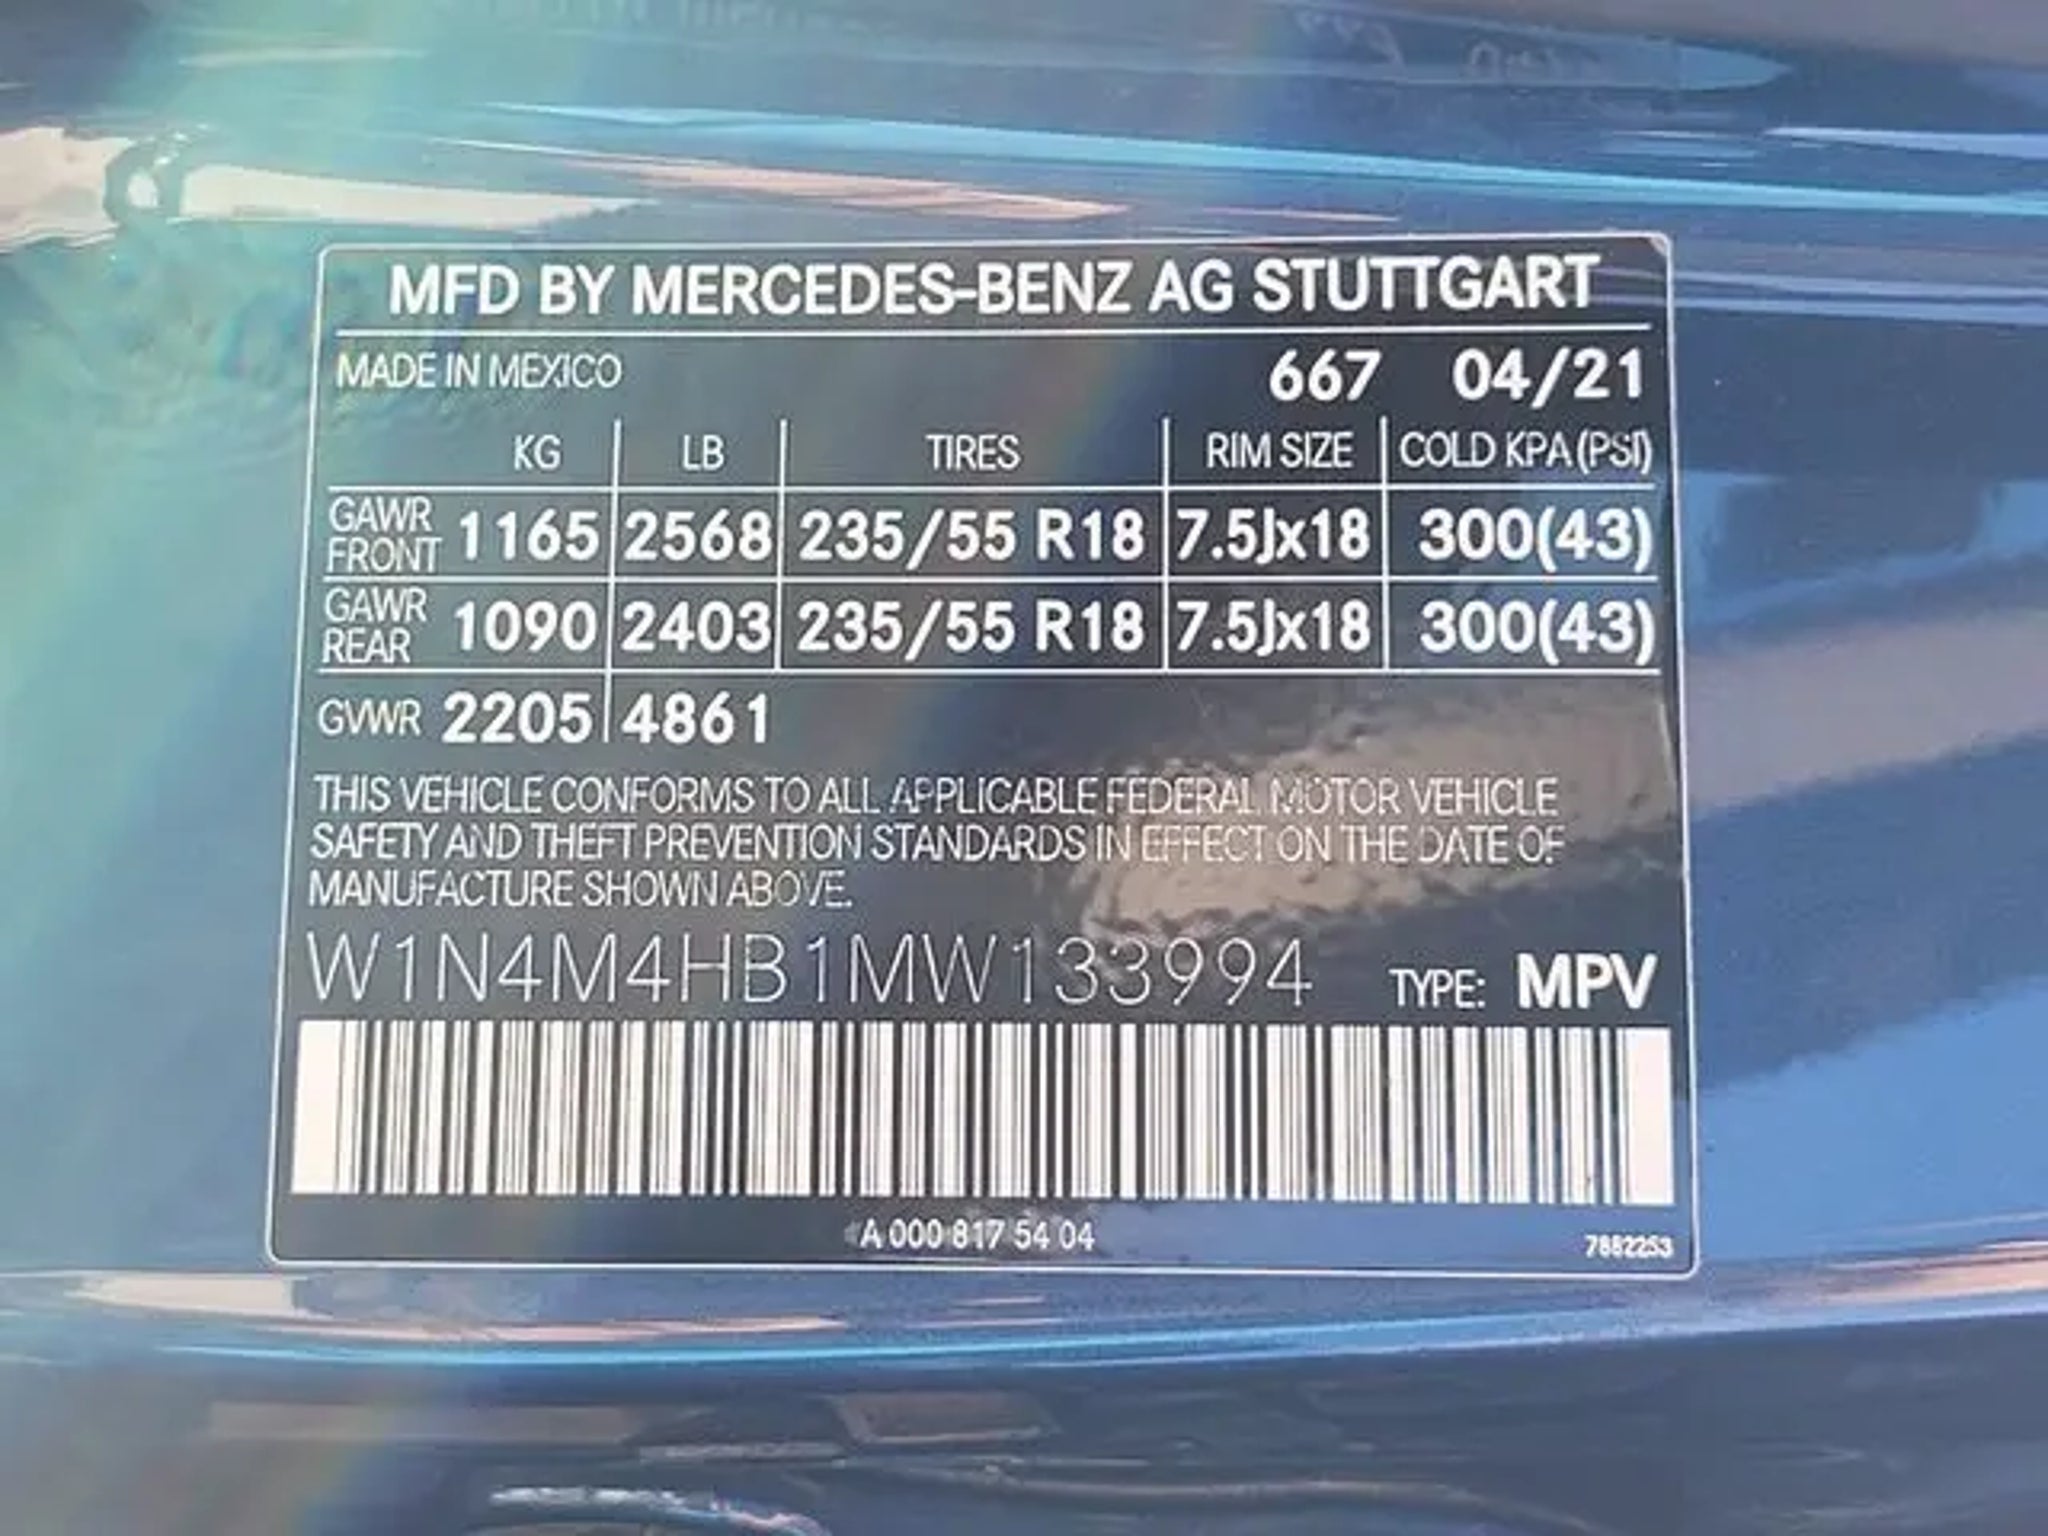 MFD BY MERCEDES-BENZ AG STUTTGART
MADE IN MEXICO 667 04/21
KG LB TIRES RIM SIZE COLD KPA (PSI)
GAWR FRONT 1165 2568 235/55 R18 7.5Jx18 300(43)
GAWR REAR 1090 2403 235/55 R18 7.5Jx18 300(43)
GVWR 2205 4861
THIS VEHICLE CONFORMS TO ALL APPLICABLE FEDERAL MOTOR VEHICLE
SAFETY AND THEFT PREVENTION STANDARDS IN EFFECT ON THE DATE OF
MANUFACTURE SHOWN ABOVE.
W1N4M4HB1MW133994 TYPE: MPV
A 000 817 54 04
7882253